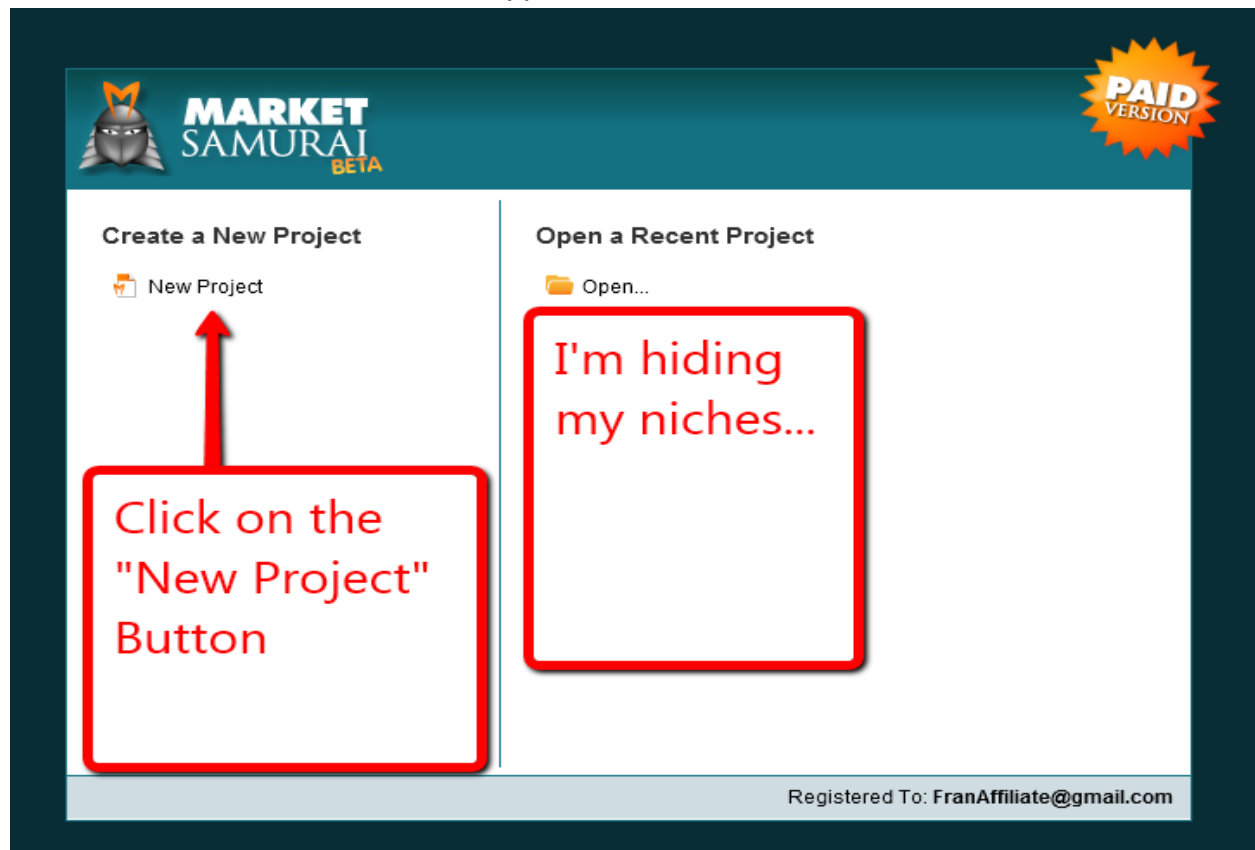 MARKET
SAMURAI
BETA
PAID
VERSION
Create a New Project
New Project
Click on the
"New Project"
Button
Open a Recent Project
Open...
I'm hiding
my niches...
Registered To: FranAffiliate@gmail.com